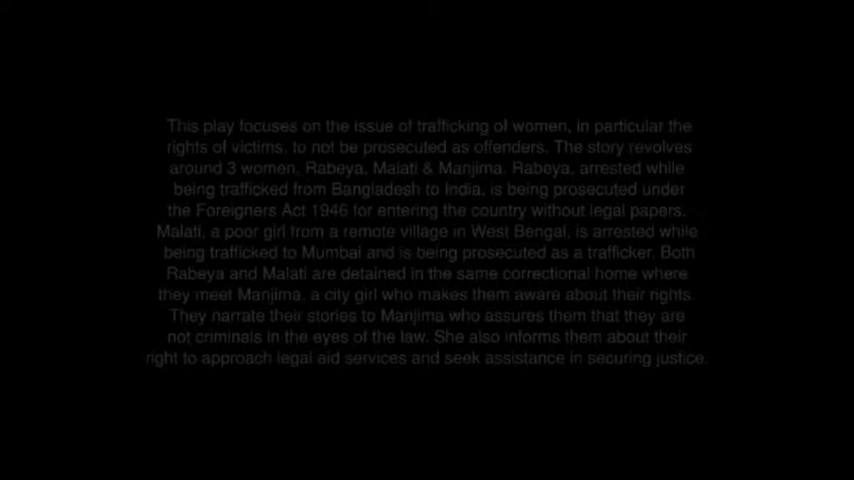 This play focuses on the issue of trafficking of women, in particular the
rights of victims, to not be prosecuted as offenders. The story revolves
around 3 women, Rabeya, Malati & Manjima. Rabeya, arrested while
being trafficked from Bangladesh to India, is being prosecuted under
the Foreigners Act 1946 for entering the country without legal papers.
Malati, a poor girl from a remote village in West Bengal, is arrested while
being trafficked to Mumbai and is being prosecuted as a trafficker. Both
Rabeya and Malati are detained in the same correctional home where
they meet Manjima, a city girl who makes them aware about their rights.
They narrate their stories to Manjima who assures them that they are
not criminals in the eyes of the law. She also informs them about their
right to approach legal aid services and seek assistance in securing justice.